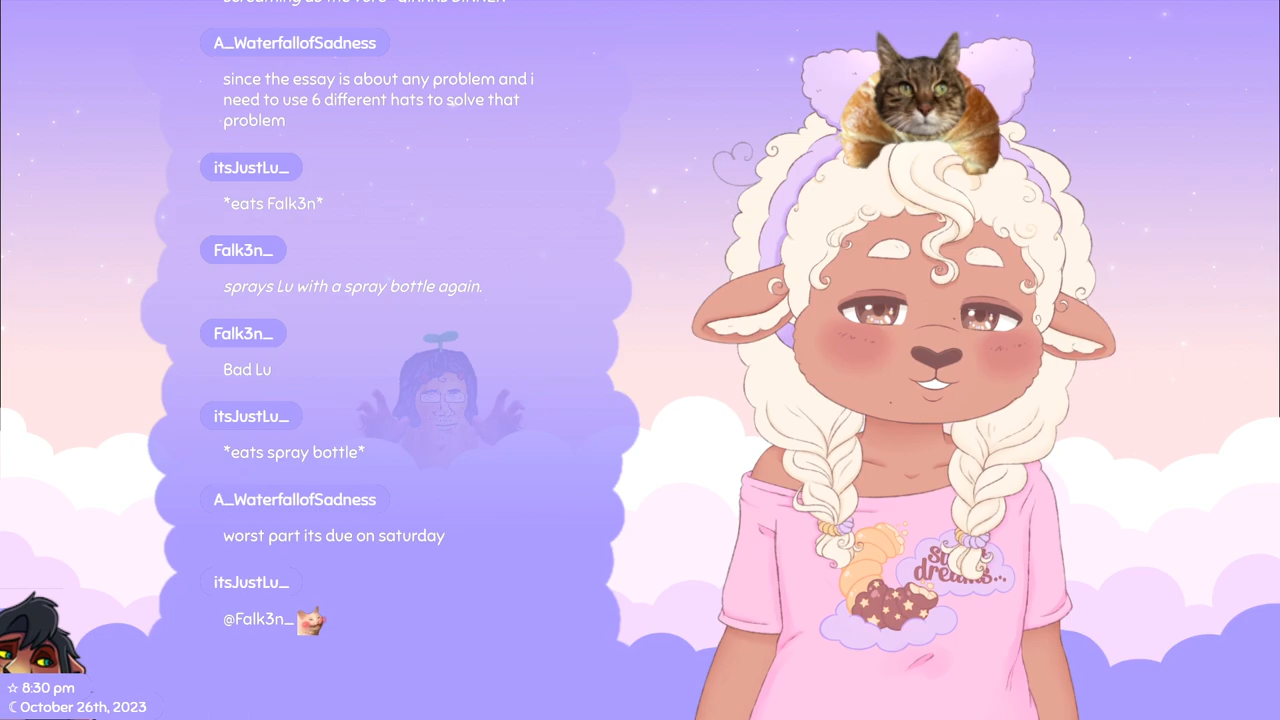 A_WaterfallofSadness
since the essay is about any problem and i
need to use 6 different hats to solve that
problem
itsJustLu_
*eats Falk3n*
Falk3n_
sprays Lu with a spray bottle again.
Falk3n_
Bad Lu
itsJustLu_
*eats spray bottle*
A_WaterfallofSadness
worst part its due on saturday
itsJustLu_
@Falk3n_
dreams...
☆ 8:30 pm
☾ October 26th, 2023